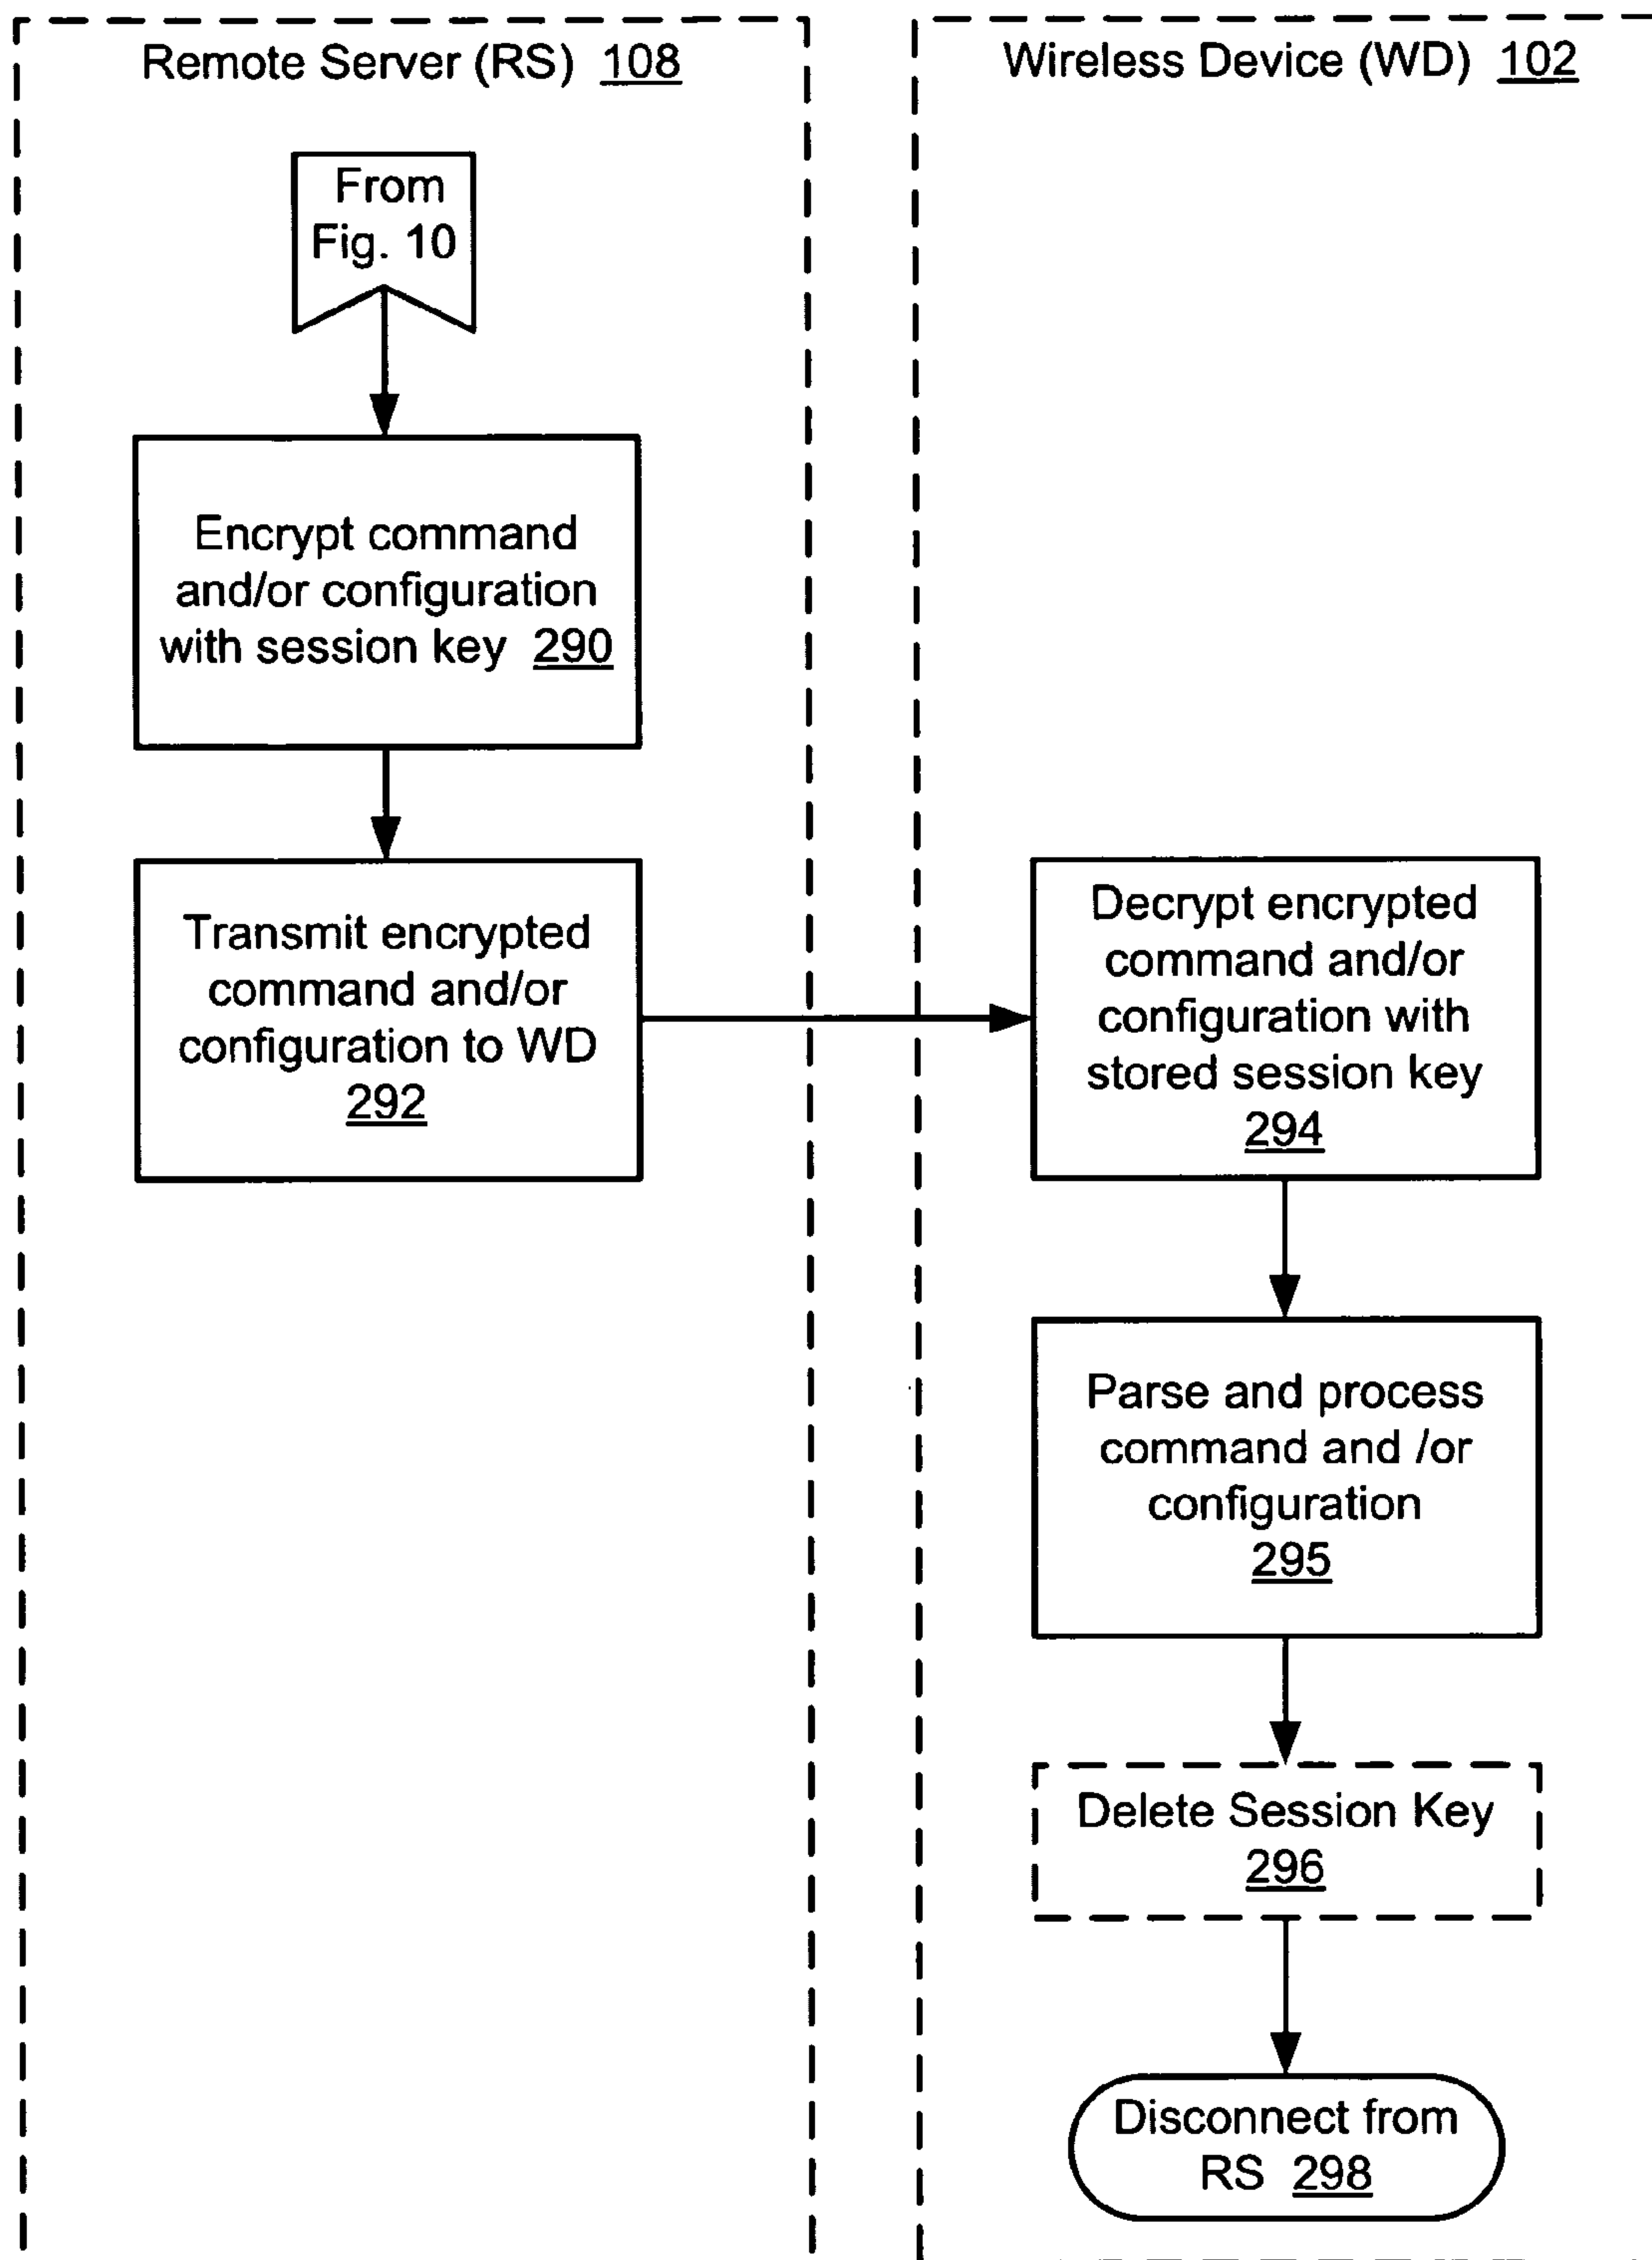 Remote Server (RS) 108
From
Fig. 10
Encrypt command
and/or configuration
with session key 290
Transmit encrypted
command and/or
configuration to WD
292
Wireless Device (WD) 102
Decrypt encrypted
command and/or
configuration with
stored session key
294
Parse and process
command and /or
configuration
295
Delete Session Key
296
Disconnect from
RS 298